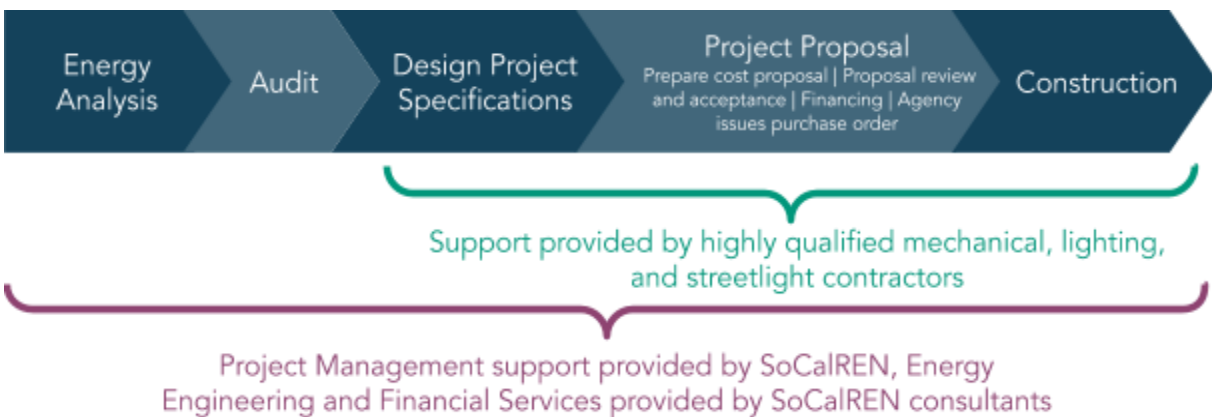 Energy
Analysis
Audit
Design Project
Specifications
Project Proposal
Prepare cost proposal | Proposal review
and acceptance | Financing | Agency
issues purchase order
Construction
Support provided by highly qualified mechanical, lighting,
and streetlight contractors
Project Management support provided by SoCalREN, Energy
Engineering and Financial Services provided by SoCalREN consultants